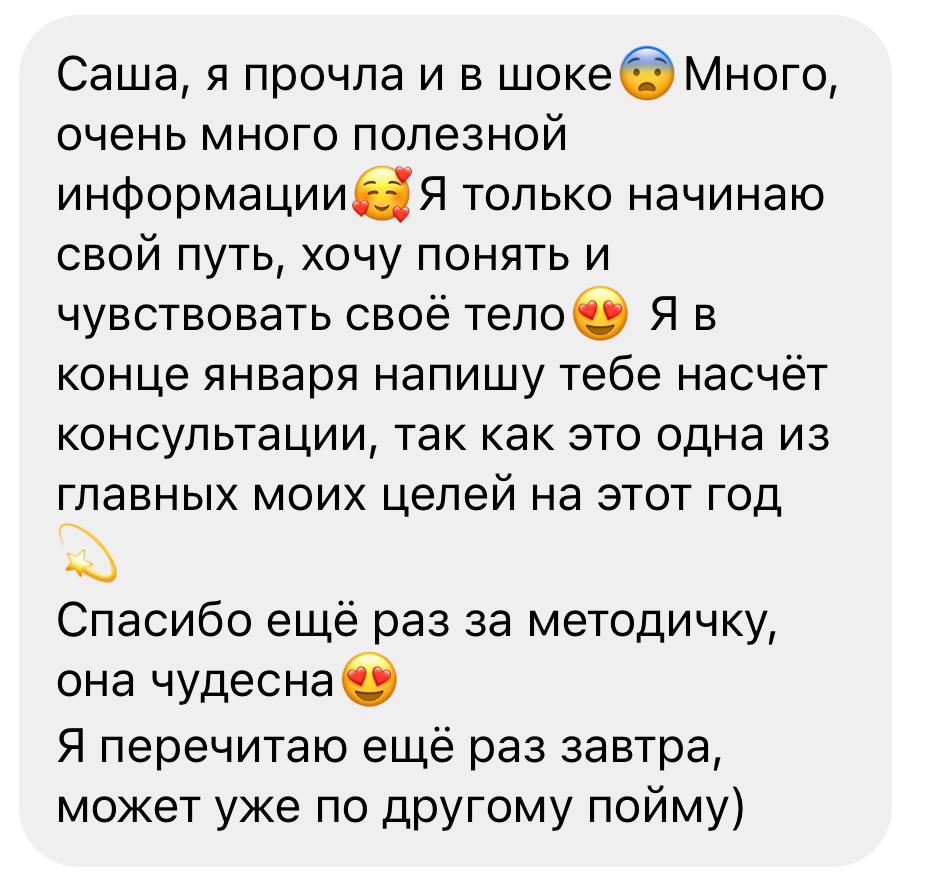 Саша, я прочла и в шоке😨Много,
очень много полезной
информации🥰Я только начинаю
свой путь, хочу понять и
чувствовать своё тело😍 Я в
конце января напишу тебе насчёт
консультации, так как это одна из
главных моих целей на этот год
💫
Спасибо ещё раз за методичку,
она чудесна😍
Я перечитаю ещё раз завтра,
может уже по другому пойму)